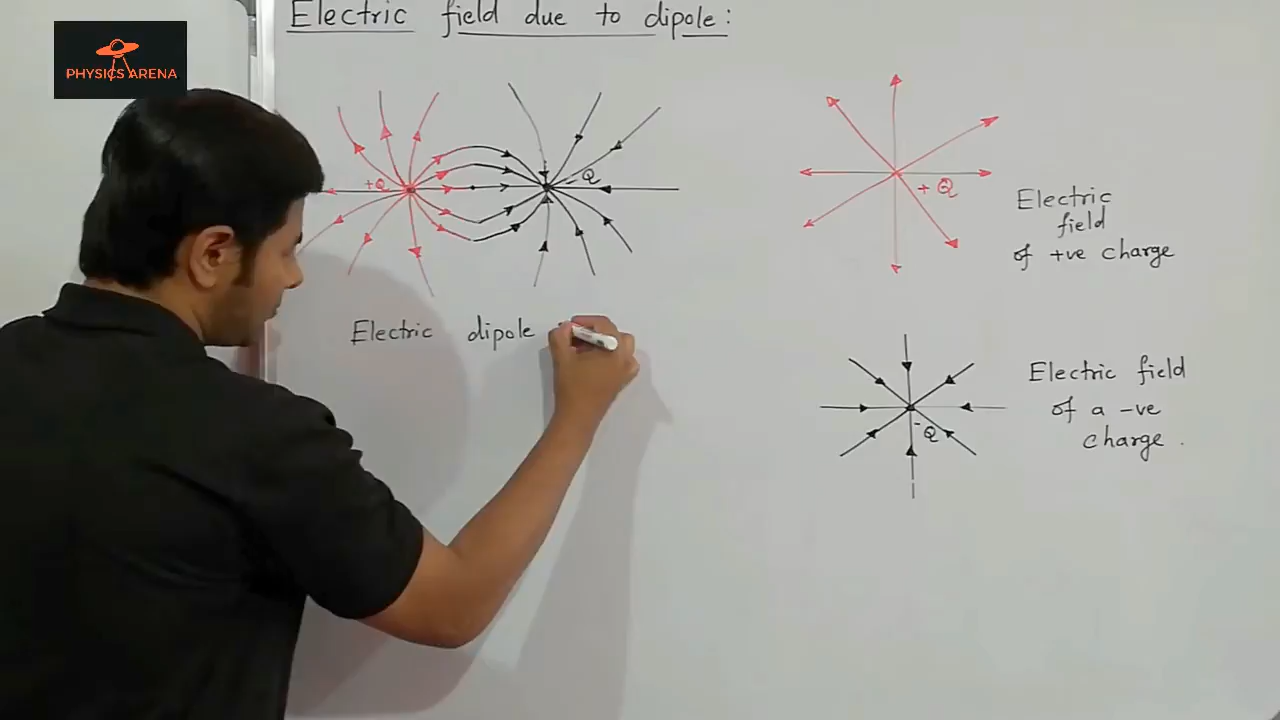 Electric field due to dipole:
PHYSICS ARENA
+Q
-Q
Electric dipole
+Q
Electric
field
of +ve charge
-Q
Electric field
of a -ve
charge.